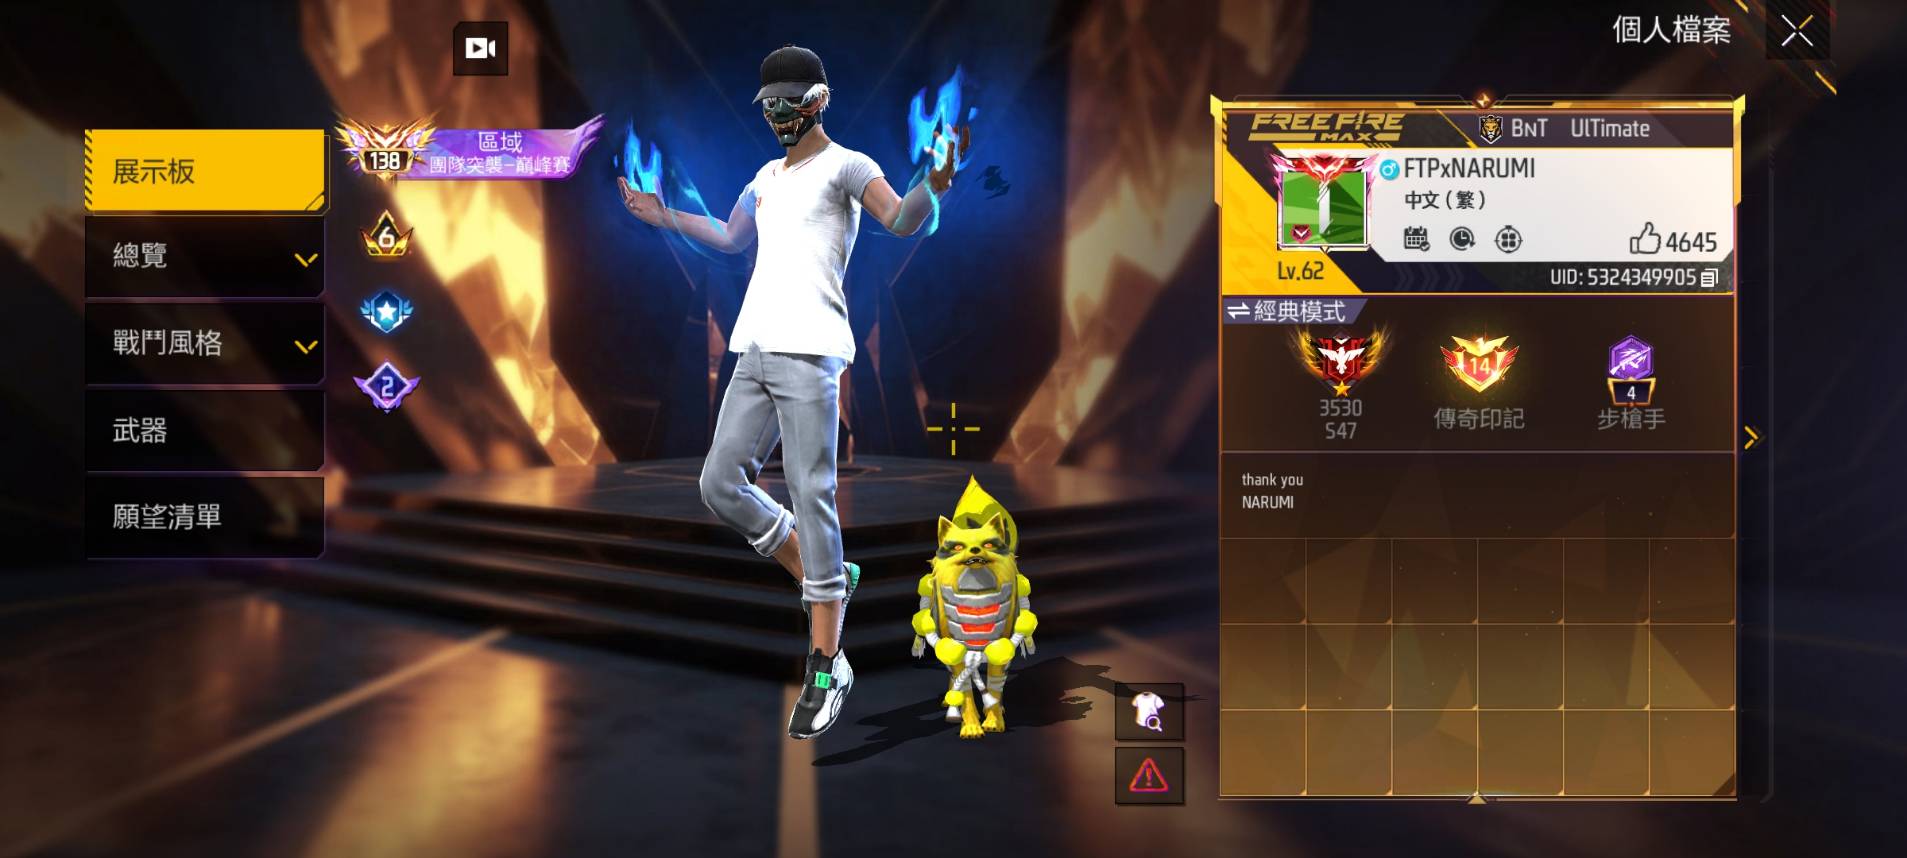 個人檔案
展示板
總覽
戰鬥風格
武器
願望清單
138
區域
團隊突襲-巔峰賽
6
2
FREE FIRE
MAX
BNT UlTimate
FTPxNARUMI
中文(繁)
4645
Lv.62
UID: 5324349905
經典模式
14
4
3530
S47
傳奇印記
步槍手
thank you
NARUMI